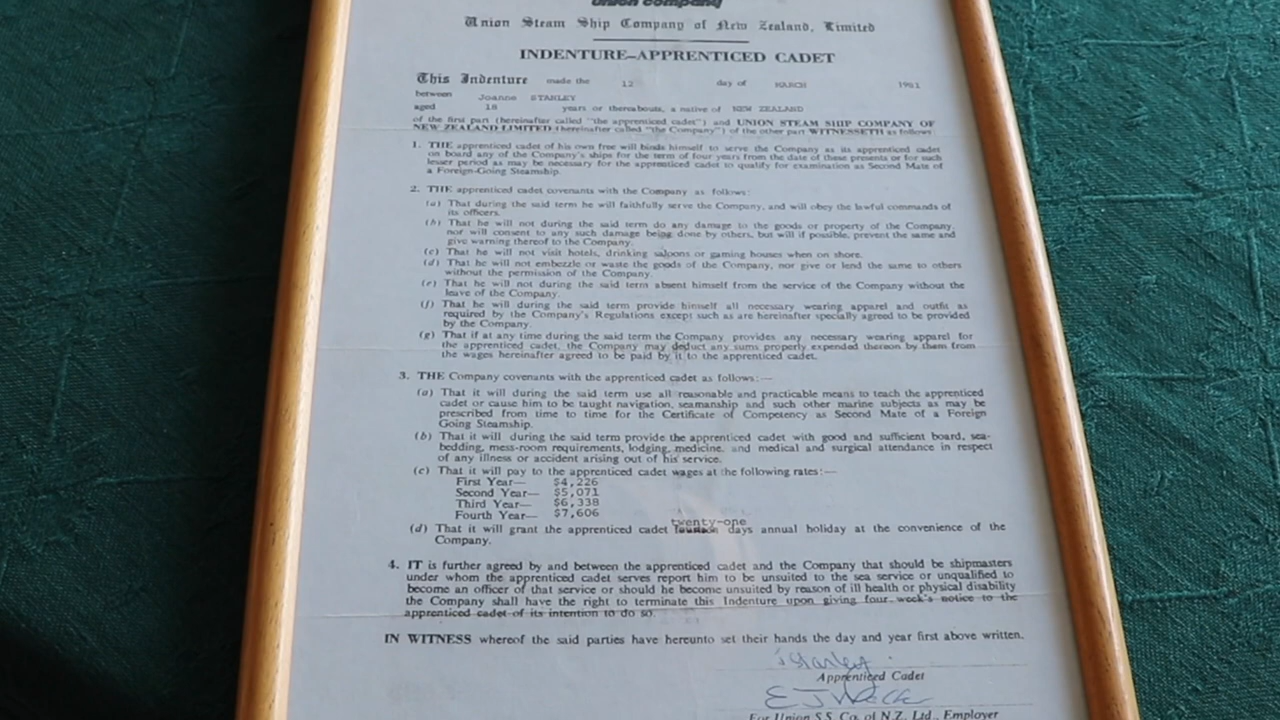 union company
Union Steam Ship Company of New Zealand, Limited
INDENTURE–APPRENTICED CADET
This Indenture made the 12 day of MARCH 1981
between Joanne STANLEY
aged 18 years or thereabouts, a native of NEW ZEALAND
of the first part (hereinafter called "the apprenticed cadet") and UNION STEAM SHIP COMPANY OF
NEW ZEALAND LIMITED (hereinafter called "the Company") of the other part WITNESSETH as follows
1. THE apprenticed cadet of his own free will binds himself to serve the Company as its apprenticed cadet
on board any of the Company's ships for the term of four years from the date of these presents or for such
lesser period as may be necessary for the apprenticed cadet to qualify for examination as Second Mate of
a Foreign-Going Steamship.
2. THE apprenticed cadet covenants with the Company as follows:
(a) That during the said term he will faithfully serve the Company, and will obey the lawful commands of
its officers.
(b) That he will not during the said term do any damage to the goods or property of the Company,
nor will consent to any such damage being done by others, but will if possible, prevent the same and
give warning thereof to the Company.
(c) That he will not visit hotels, drinking saloons or gaming houses when on shore.
(d) That he will not embezzle or waste the goods of the Company, nor give or lend the same to others
without the permission of the Company.
(e) That he will not during the said term absent himself from the service of the Company without the
leave of the Company.
(f) That he will during the said term provide himself all necessary wearing apparel and outfit as
required by the Company's Regulations except such as are hereinafter specially agreed to be provided
by the Company.
(g) That if at any time during the said term the Company provides any necessary wearing apparel for
the apprenticed cadet, the Company may deduct any sums properly expended thereon by them from
the wages hereinafter agreed to be paid by it to the apprenticed cadet.
3. THE Company covenants with the apprenticed cadet as follows:—
(a) That it will during the said term use all reasonable and practicable means to teach the apprenticed
cadet or cause him to be taught navigation, seamanship and such other marine subjects as may be
prescribed from time to time for the Certificate of Competency as Second Mate of a Foreign
Going Steamship.
(b) That it will during the said term provide the apprenticed cadet with good and sufficient board, sea-
bedding, mess-room requirements, lodging, medicine, and medical and surgical attendance in respect
of any illness or accident arising out of his service.
(c) That it will pay to the apprenticed cadet wages at the following rates:—
First Year— $4,226
Second Year— $5,071
Third Year— $6,338
Fourth Year— $7,606
twenty-one
(d) That it will grant the apprenticed cadet days annual holiday at the convenience of the
Company.
4. IT is further agreed by and between the apprenticed cadet and the Company that should be shipmasters
under whom the apprenticed cadet serves report him to be unsuited to the sea service or unqualified to
become an officer of that service or should he become unsuited by reason of ill health or physical disability
the Company shall have the right to terminate this Indenture upon giving four week's notice to the
apprenticed cadet of its intention to do so.
IN WITNESS whereof the said parties have hereunto set their hands the day and year first above written.
J Stanley
Apprenticed Cadet
E J
For Union S.S. Co. of N.Z. Ltd., Employer